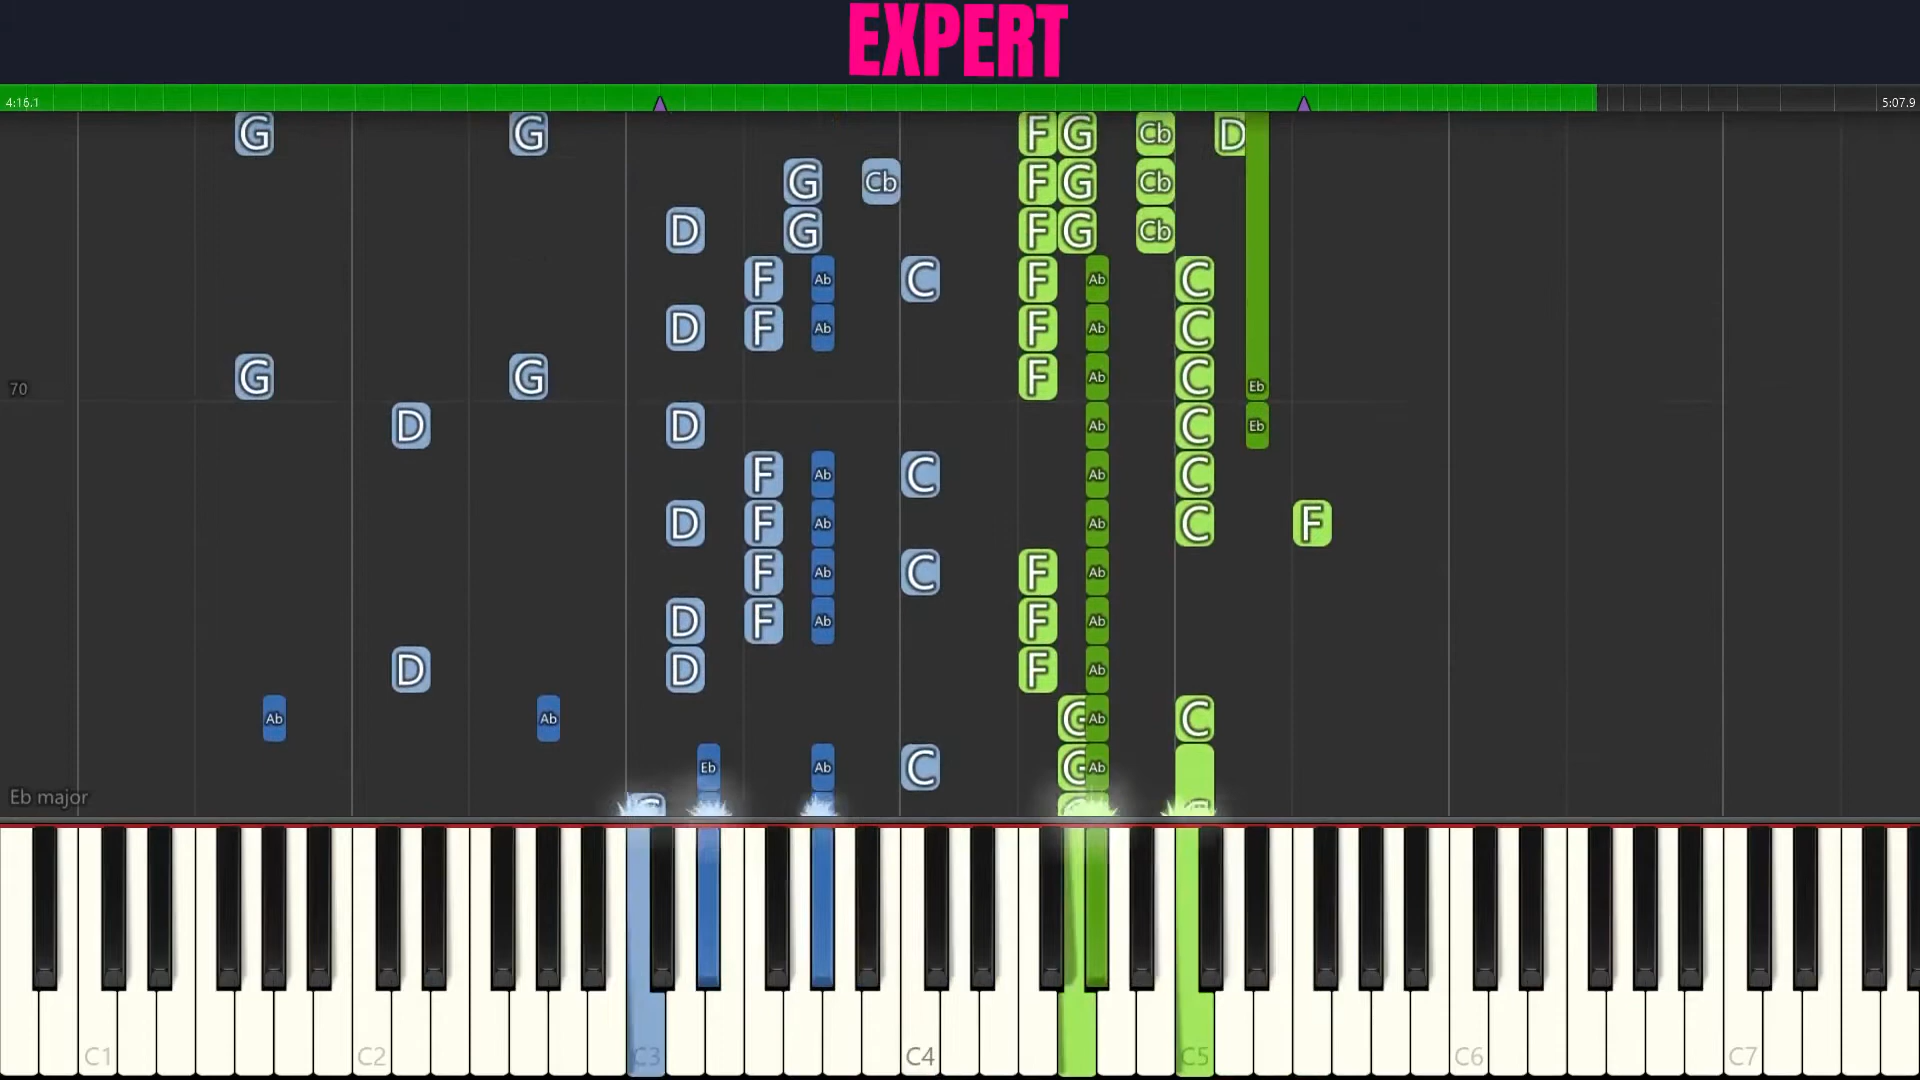 EXPERT
4:16.1 5:07.9
G G F G Cb D
G Cb F G Cb
D G F G Cb
F Ab C F Ab C
D F Ab F Ab C
G G F Ab C
70 Eb
D D Ab C Eb
F Ab C Ab C
D F Ab Ab C F
F Ab C F Ab
D F Ab F Ab
D D F Ab
Ab Ab G Ab C
Eb Ab C G Ab
Eb major
C1 C2 C3 C4 C5 C6 C7